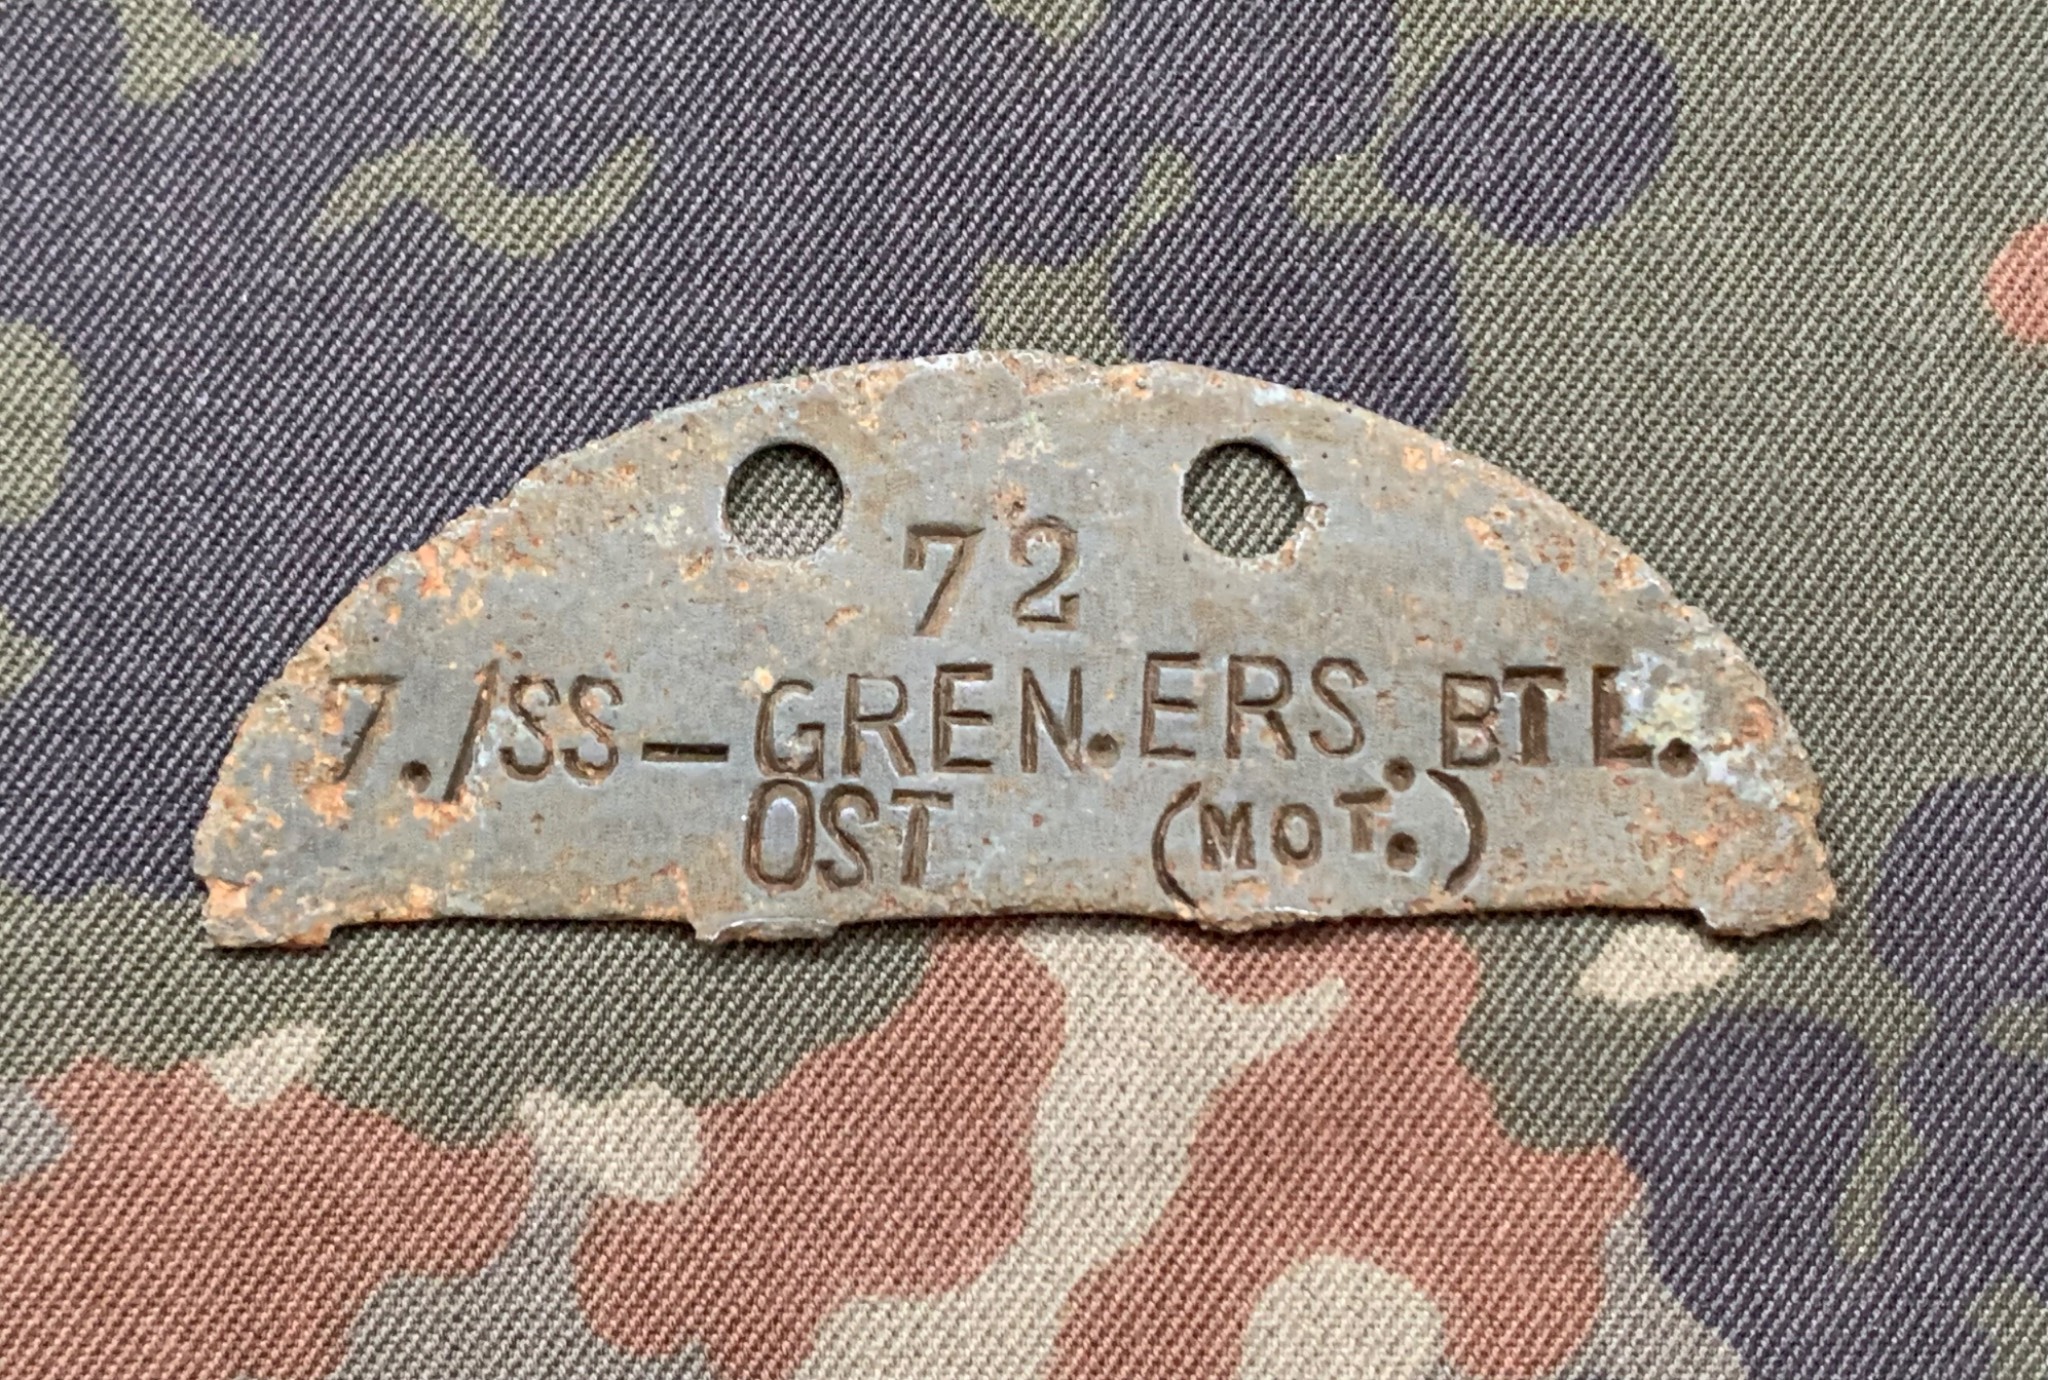 72
7./SS-GREN.ERS.BTL.
OST (MOT.)